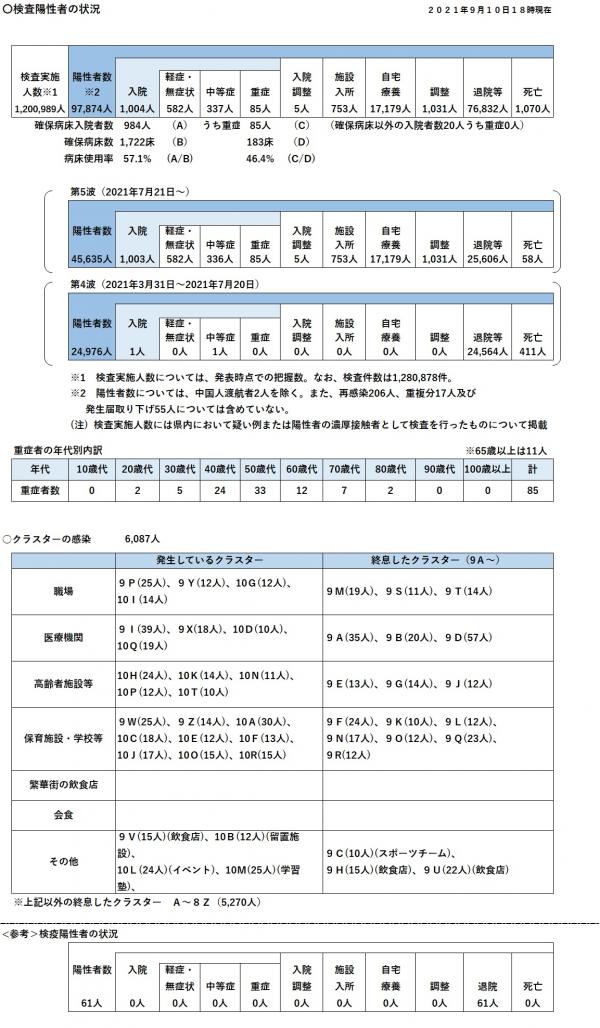 〇検査陽性者の状況
２０２１年９月１０日１８時現在
検査実施人数※1 陽性者数※2 入院 軽症・無症状 中等症 重症 入院調整 施設入所 自宅療養 調整 退院等 死亡
1,200,989人 97,874人 1,004人 582人 337人 85人 5人 753人 17,179人 1,031人 76,832人 1,070人
確保病床入院者数 984人 (A) うち重症 85人 (C) （確保病床以外の入院者数20人うち重症0人）
確保病床数 1,722床 (B) 183床 (D)
病床使用率 57.1% (A/B) 46.4% (C/D)
第5波（2021年7月21日～）
陽性者数 入院 軽症・無症状 中等症 重症 入院調整 施設入所 自宅療養 調整 退院等 死亡
45,635人 1,003人 582人 336人 85人 5人 753人 17,179人 1,031人 25,606人 58人
第4波（2021年3月31日～2021年7月20日）
陽性者数 入院 軽症・無症状 中等症 重症 入院調整 施設入所 自宅療養 調整 退院等 死亡
24,976人 1人 0人 1人 0人 0人 0人 0人 0人 24,564人 411人
※1 検査実施人数については、発表時点での把握数。なお、検査件数は1,280,878件。
※2 陽性者数については、中国人渡航者2人を除く。また、再感染206人、重複分17人及び
発生届取り下げ55人については含めていない。
（注）検査実施人数には県内において疑い例または陽性者の濃厚接触者として検査を行ったものについて掲載
重症者の年代別内訳
※65歳以上は11人
年代 10歳代 20歳代 30歳代 40歳代 50歳代 60歳代 70歳代 80歳代 90歳代 100歳以上 計
重症者数 0 2 5 24 33 12 7 2 0 0 85
〇クラスターの感染 6,087人
発生しているクラスター 終息したクラスター（９A～）
職場
９Ｐ(25人)、９Ｙ(12人)、10Ｇ(12人)、
10Ｉ(14人)
９Ｍ(19人)、９Ｓ(11人)、９Ｔ(14人)
医療機関
９Ｉ(39人)、９X(18人)、10Ｄ(10人)、
10Ｑ(19人)
９Ａ(35人)、９Ｂ(20人)、９Ｄ(57人)
高齢者施設等
10Ｈ(24人)、10Ｋ(14人)、10Ｎ(11人)、
10Ｐ(12人)、10Ｔ(10人)
９Ｅ(13人)、９Ｇ(14人)、９Ｊ(12人)
保育施設・学校等
９Ｗ(25人)、９Ｚ(14人)、10Ａ(30人)、
10Ｃ(18人)、10Ｅ(12人)、10Ｆ(13人)、
10Ｊ(17人)、10Ｏ(15人)、10R(15人)
９Ｆ(24人)、９Ｋ(10人)、９Ｌ(12人)、
９Ｎ(17人)、９Ｏ(12人)、９Ｑ(23人)、
９R(12人)
繁華街の飲食店
会食
その他
９Ｖ(15人)(飲食店)、10Ｂ(12人)(留置施
設)、
10Ｌ(24人)(イベント)、10Ｍ(25人)(学習
塾)、
９Ｃ(10人)(スポーツチーム)、
９Ｈ(15人)(飲食店)、９Ｕ(22人)(飲食店)
※上記以外の終息したクラスター Ａ～８Ｚ（5,270人）
<参考>検疫陽性者の状況
陽性者数 入院 軽症・無症状 中等症 重症 入院調整 施設入所 自宅療養 調整 退院 死亡
61人 0人 0人 0人 0人 0人 0人 0人 0人 61人 0人